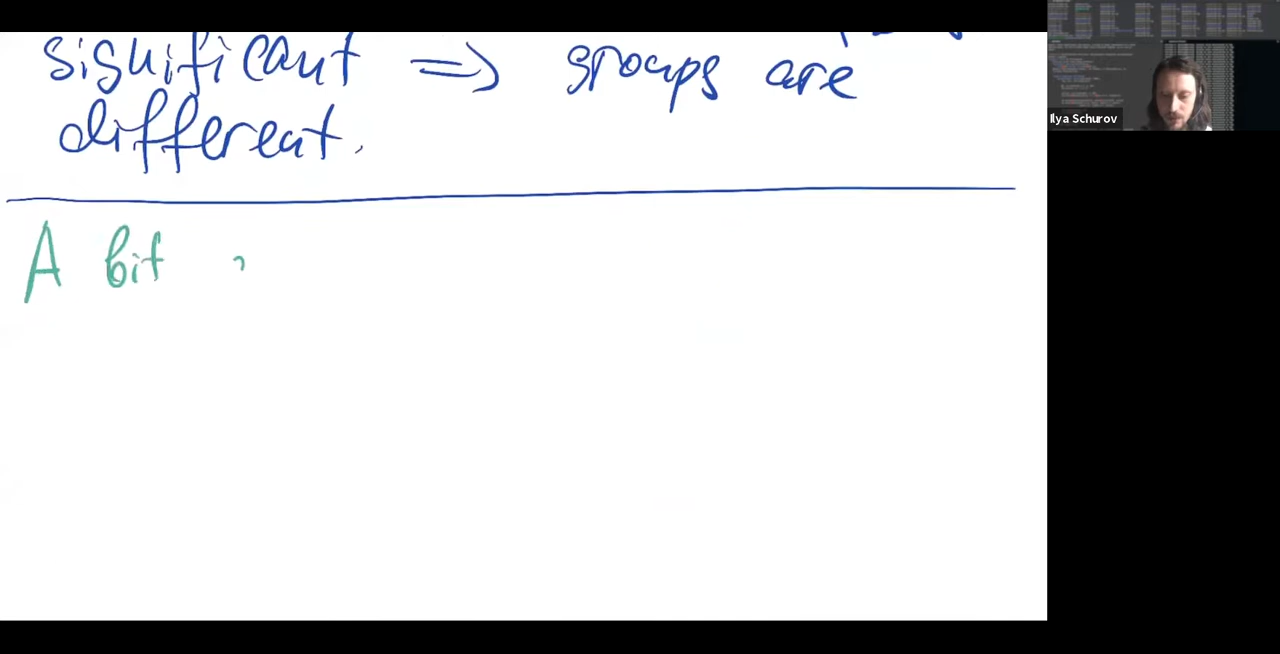 significant => groups are
different.
A bit
Ilya Schurov